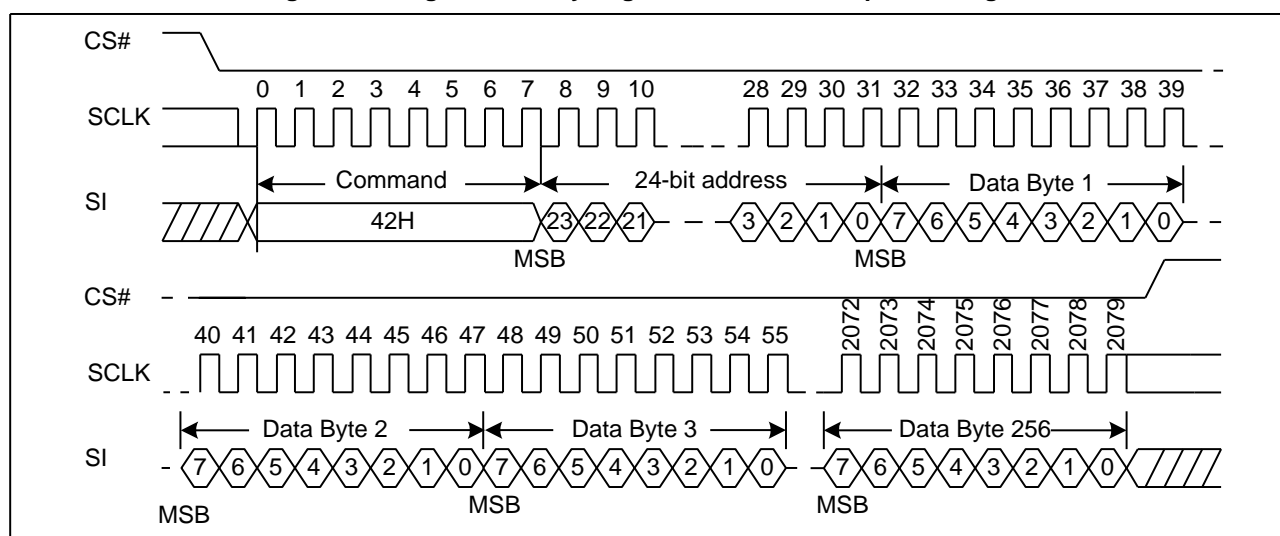 CS#
0 1 2 3 4 5 6 7 8 9 10 28 29 30 31 32 33 34 35 36 37 38 39
SCLK
Command 24-bit address Data Byte 1
SI
42H 23 22 21 3 2 1 0 7 6 5 4 3 2 1 0
MSB MSB
CS#
40 41 42 43 44 45 46 47 48 49 50 51 52 53 54 55 2072 2073 2074 2075 2076 2077 2078 2079
SCLK
Data Byte 2 Data Byte 3 Data Byte 256
SI
7 6 5 4 3 2 1 0 7 6 5 4 3 2 1 0 7 6 5 4 3 2 1 0
MSB MSB MSB